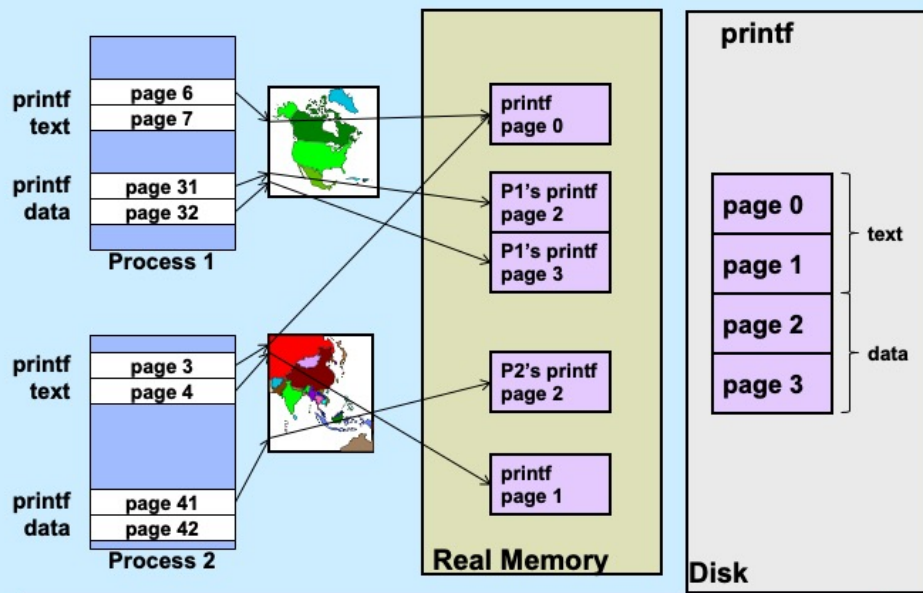 printf
text
page 6
page 7
printf
data
page 31
page 32
Process 1
printf
text
page 3
page 4
printf
data
page 41
page 42
Process 2
printf
page 0
P1's printf
page 2
P1's printf
page 3
P2's printf
page 2
printf
page 1
Real Memory
printf
page 0
page 1
page 2
page 3
text
data
Disk